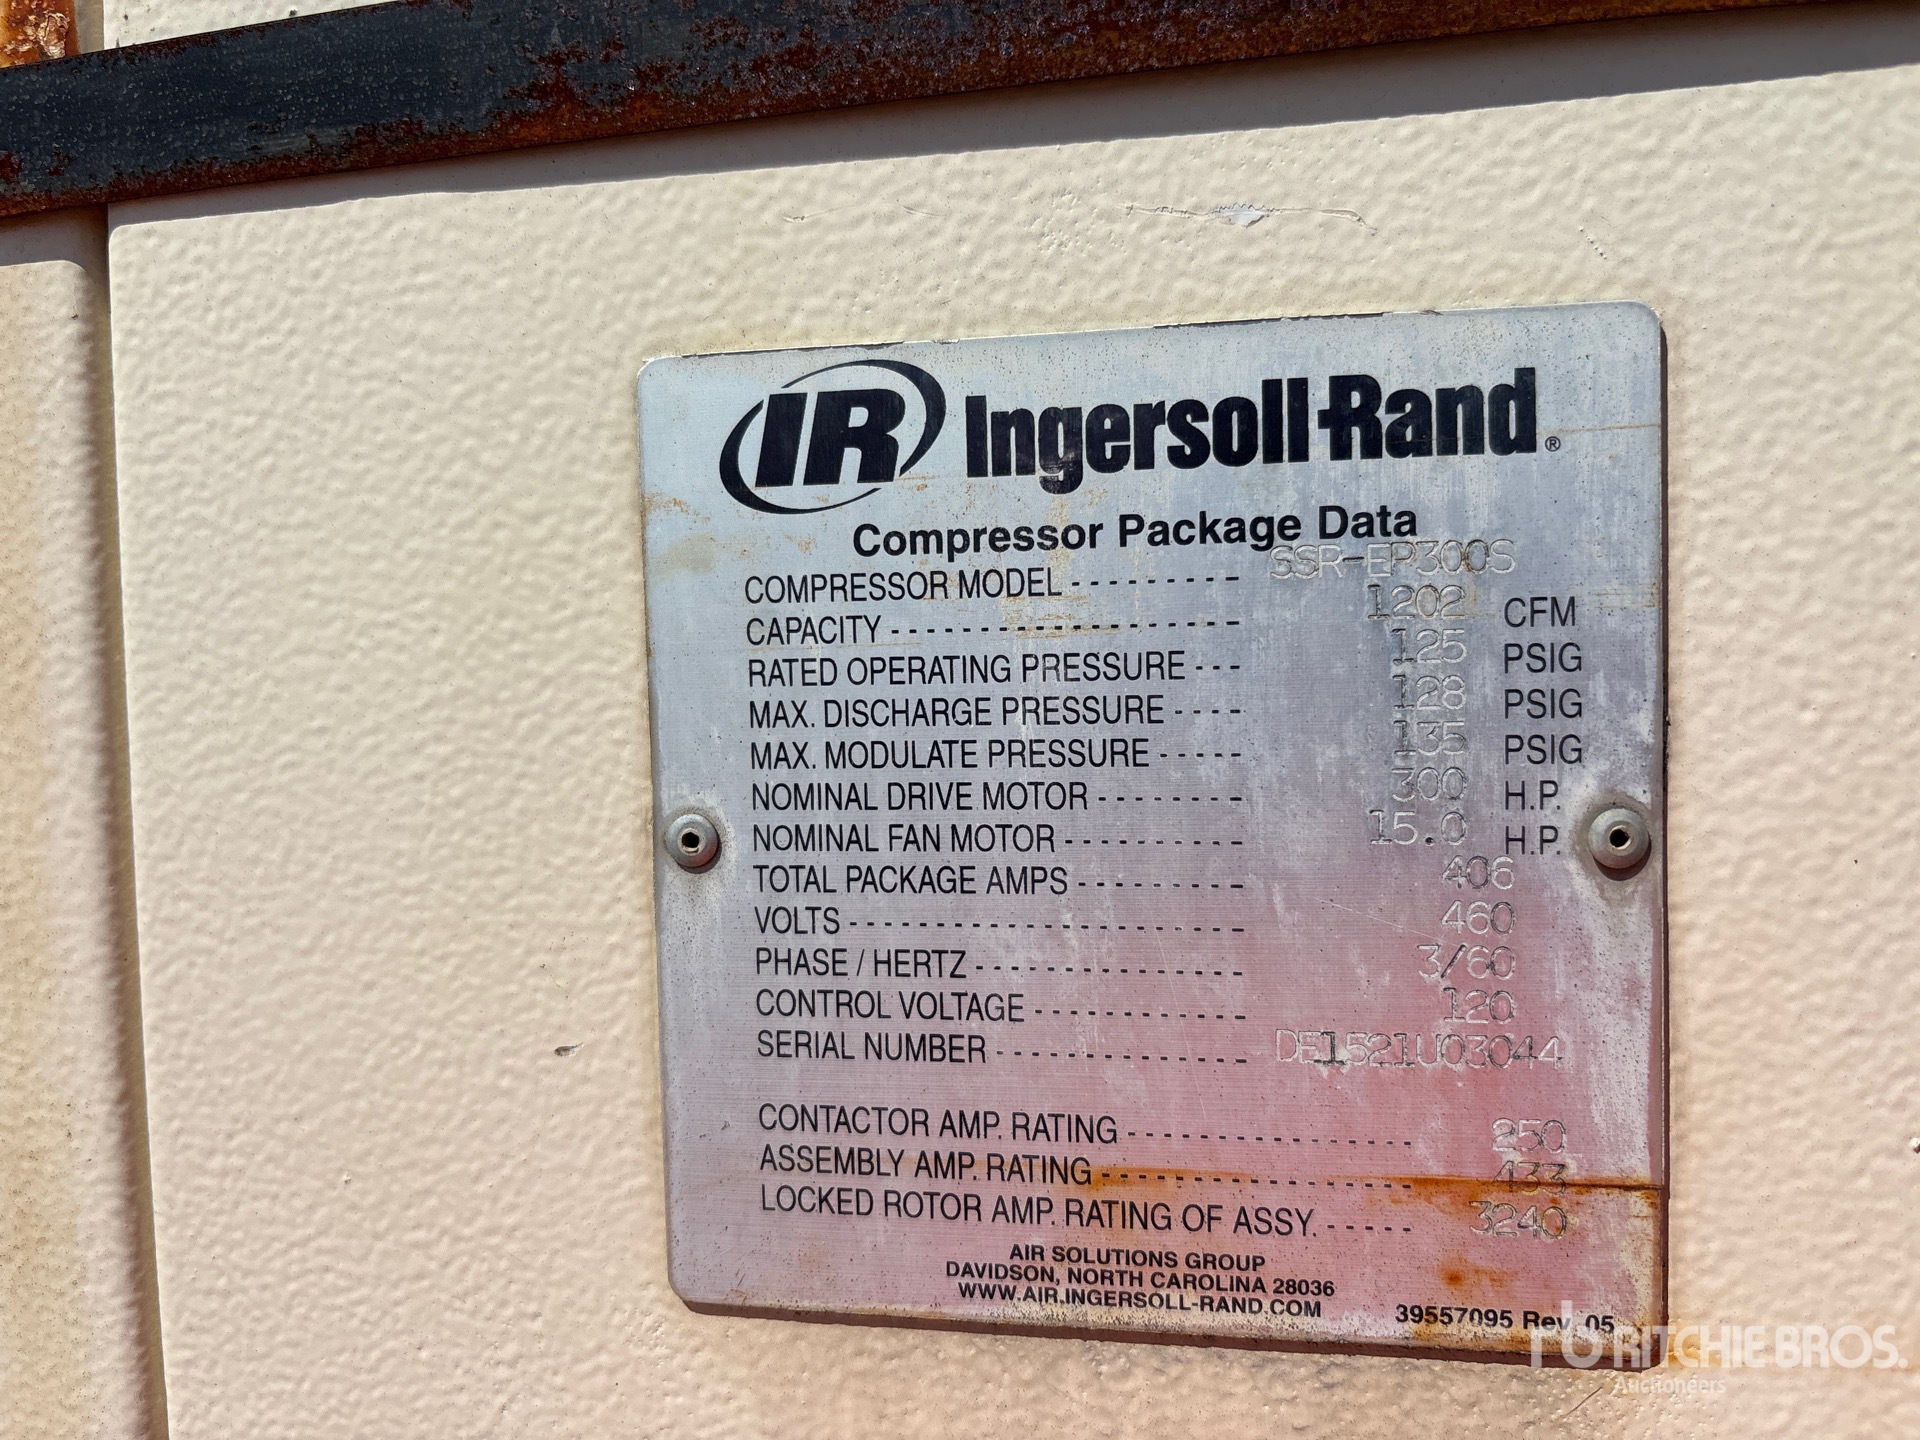 IR Ingersoll-Rand®
Compressor Package Data
COMPRESSOR MODEL - - - - - - - - - SSR-EP300S
CAPACITY - - - - - - - - - - - - - - - - - - - 1202 CFM
RATED OPERATING PRESSURE - - - 125 PSIG
MAX. DISCHARGE PRESSURE - - - - 128 PSIG
MAX. MODULATE PRESSURE - - - - - 135 PSIG
NOMINAL DRIVE MOTOR - - - - - - - - 300 H.P.
NOMINAL FAN MOTOR - - - - - - - - - - 15.0 H.P.
TOTAL PACKAGE AMPS - - - - - - - - - 406
VOLTS - - - - - - - - - - - - - - - - - - - - - - 460
PHASE / HERTZ - - - - - - - - - - - - - - - 3/60
CONTROL VOLTAGE - - - - - - - - - - - - 120
SERIAL NUMBER - - - - - - - - - - - - - - DE1521U03044
CONTACTOR AMP. RATING - - - - - - - - - - - - - - - - 250
ASSEMBLY AMP. RATING - - - - - - - - - - - - - - - - - - 433
LOCKED ROTOR AMP. RATING OF ASSY. - - - - - 3240
AIR SOLUTIONS GROUP
DAVIDSON, NORTH CAROLINA 28036
WWW.AIR.INGERSOLL-RAND.COM
39557095 Rev. 05
RITCHIE BROS.
Auctioneers